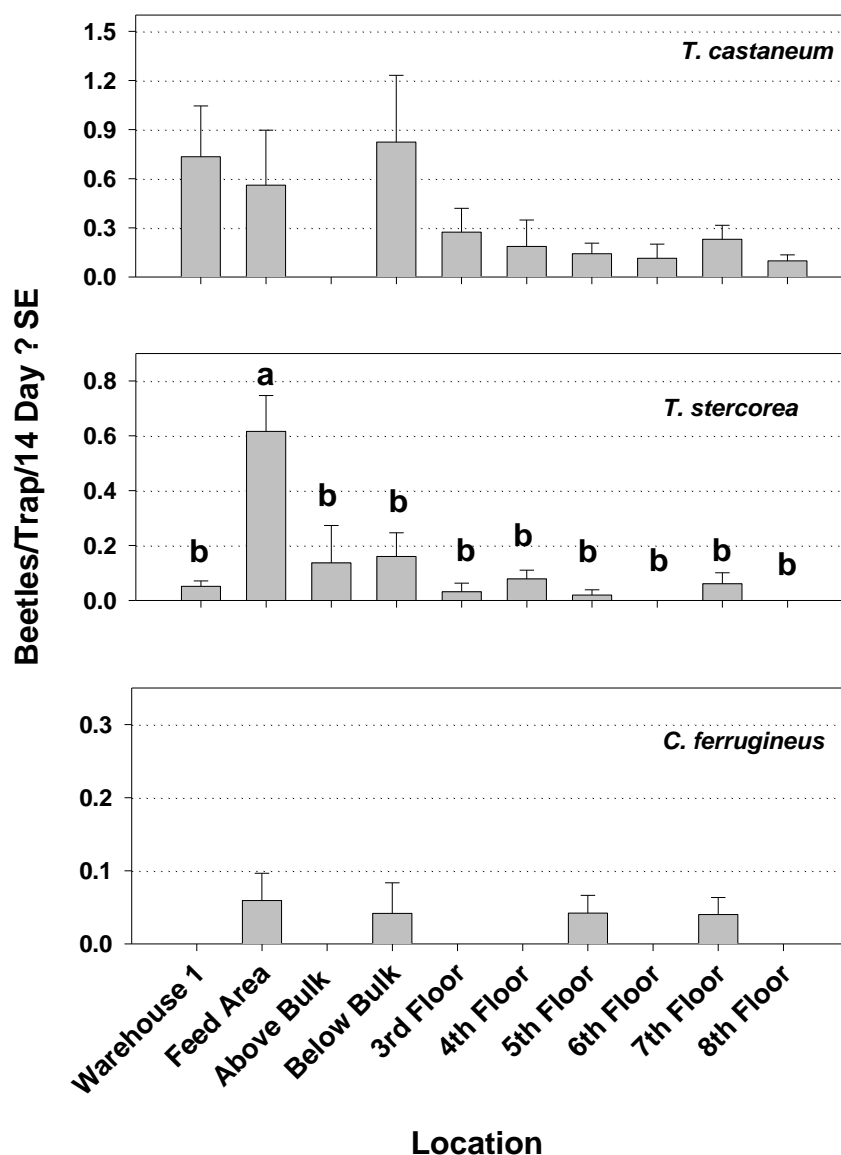 Beetles/Trap/14 Day ? SE
1.5
1.2
0.9
0.6
0.3
0.0
T. castaneum
0.8
0.6
0.4
0.2
0.0
T. stercorea
b
a
b
b
b
b
b
b
b
b
0.3
0.2
0.1
0.0
C. ferrugineus
Warehouse 1
Feed Area
Above Bulk
Below Bulk
3rd Floor
4th Floor
5th Floor
6th Floor
7th Floor
8th Floor
Location